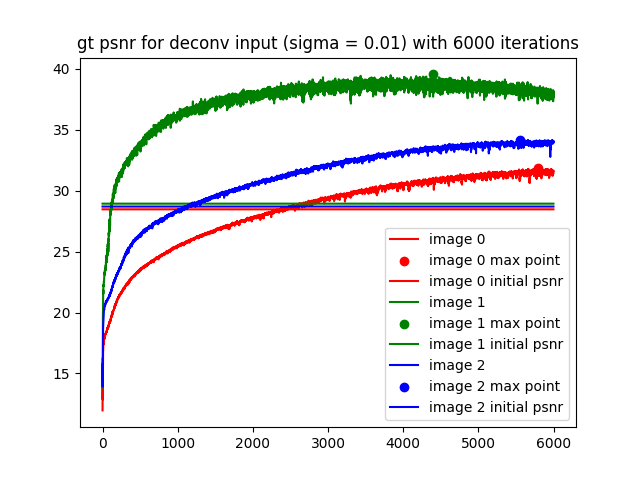 gt psnr for deconv input (sigma = 0.01) with 6000 iterations
40
35
30
25
20
15
0 1000 2000 3000 4000 5000 6000
image 0
image 0 max point
image 0 initial psnr
image 1
image 1 max point
image 1 initial psnr
image 2
image 2 max point
image 2 initial psnr